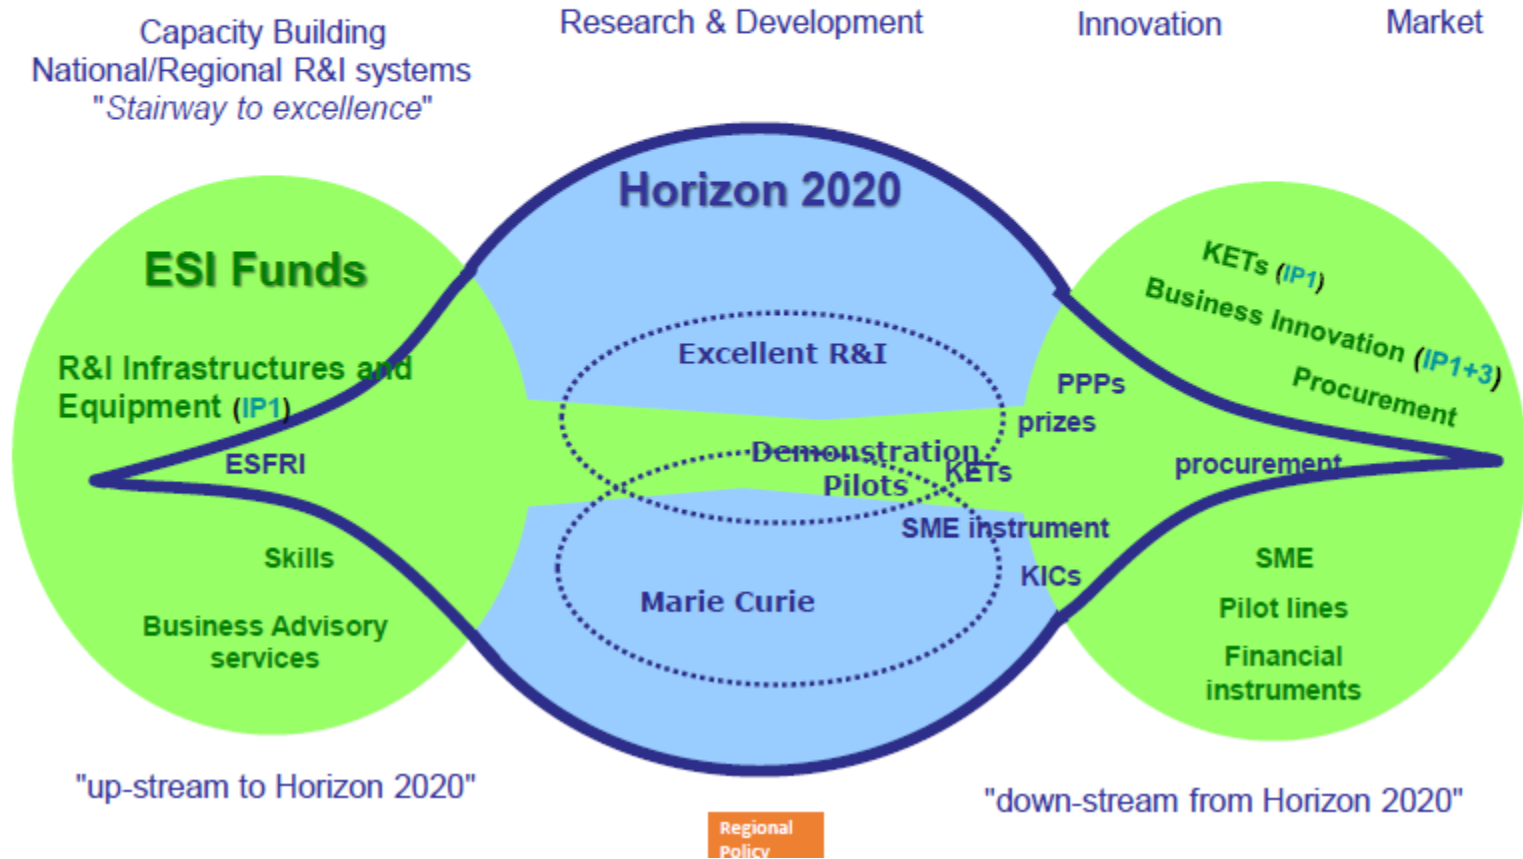 Capacity Building
National/Regional R&I systems
"Stairway to excellence"
Research & Development
Innovation
Market
Horizon 2020
ESI Funds
R&I Infrastructures and
Equipment (IP1)
ESFRI
Skills
Business Advisory
services
Excellent R&I
Demonstration
Pilots
Marie Curie
PPPs
prizes
KETs
SME instrument
KICs
procurement
KETs (IP1)
Business Innovation (IP1+3)
Procurement
SME
Pilot lines
Financial
instruments
"up-stream to Horizon 2020"
"down-stream from Horizon 2020"
Regional
Policy